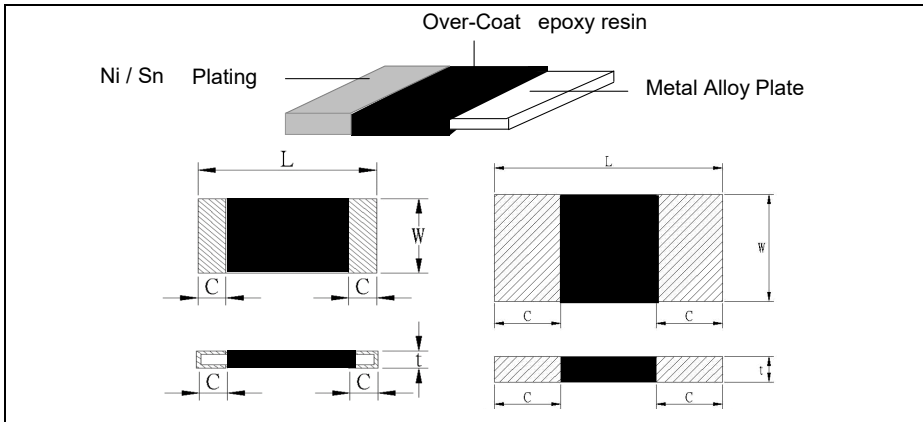 Over-Coat epoxy resin
Ni / Sn Plating
Metal Alloy Plate
L
L
W
W
C
C
C
C
t
t
C
C
C
C